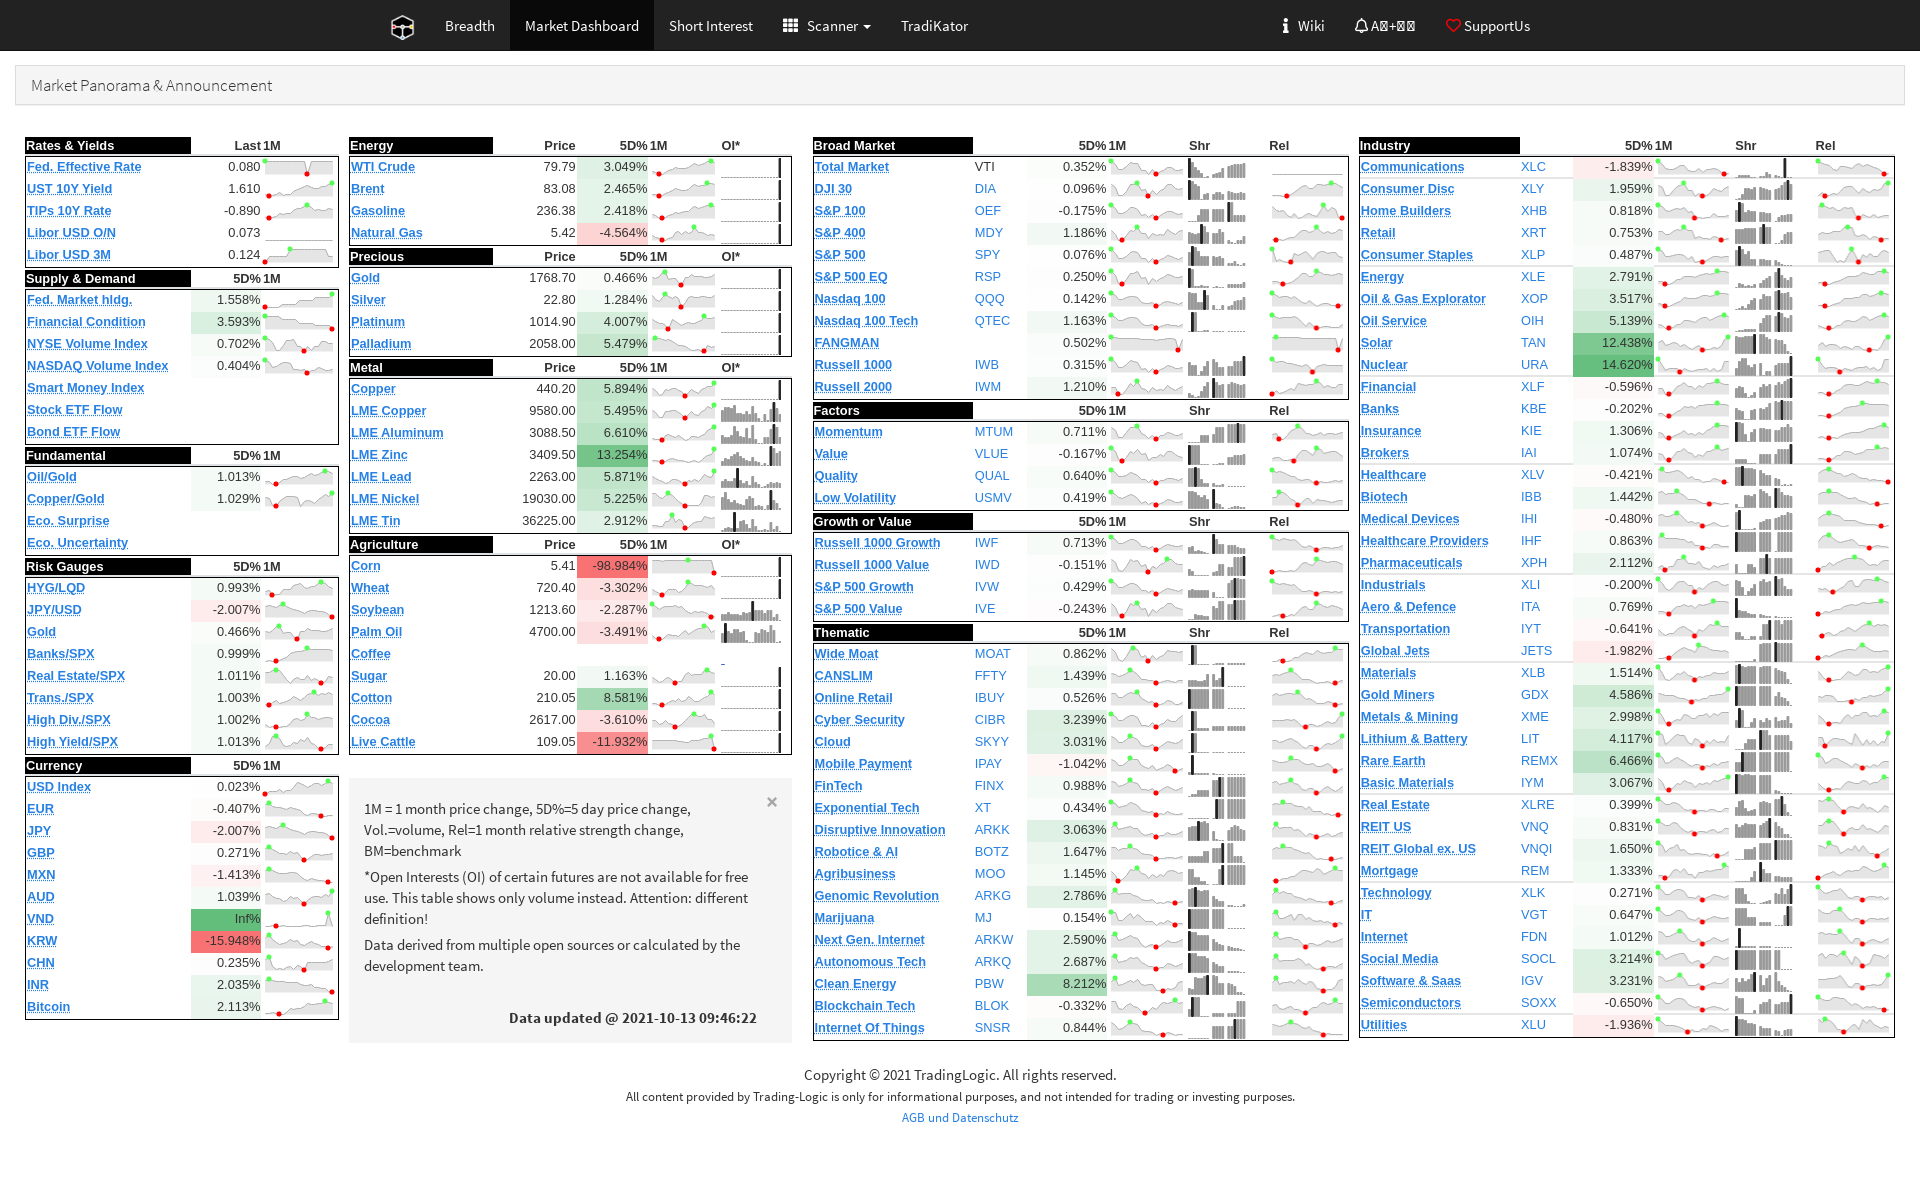 Breadth Market Dashboard Short Interest Scanner TradiKator Wiki SupportUs
Market Panorama & Announcement
Rates & Yields Last 1M
Fed. Effective Rate 0.080
UST 10Y Yield 1.610
TIPs 10Y Rate -0.890
Libor USD O/N 0.073
Libor USD 3M 0.124
Supply & Demand 5D% 1M
Fed. Market hldg. 1.558%
Financial Condition 3.593%
NYSE Volume Index 0.702%
NASDAQ Volume Index 0.404%
Smart Money Index
Stock ETF Flow
Bond ETF Flow
Fundamental 5D% 1M
Oil/Gold 1.013%
Copper/Gold 1.029%
Eco. Surprise
Eco. Uncertainty
Risk Gauges 5D% 1M
HYG/LQD 0.993%
JPY/USD -2.007%
Gold 0.466%
Banks/SPX 0.999%
Real Estate/SPX 1.011%
Trans./SPX 1.003%
High Div./SPX 1.002%
High Yield/SPX 1.013%
Currency 5D% 1M
USD Index 0.023%
EUR -0.407%
JPY -2.007%
GBP 0.271%
MXN -1.413%
AUD 1.039%
VND Inf%
KRW -15.948%
CHN 0.235%
INR 2.035%
Bitcoin 2.113%
Energy Price 5D% 1M OI*
WTI Crude 79.79 3.049%
Brent 83.08 2.465%
Gasoline 236.38 2.418%
Natural Gas 5.42 -4.564%
Precious Price 5D% 1M OI*
Gold 1768.70 0.466%
Silver 22.80 1.284%
Platinum 1014.90 4.007%
Palladium 2058.00 5.479%
Metal Price 5D% 1M OI*
Copper 440.20 5.894%
LME Copper 9580.00 5.495%
LME Aluminum 3088.50 6.610%
LME Zinc 3409.50 13.254%
LME Lead 2263.00 5.871%
LME Nickel 19030.00 5.225%
LME Tin 36225.00 2.912%
Agriculture Price 5D% 1M OI*
Corn 5.41 -98.984%
Wheat 720.40 -3.302%
Soybean 1213.60 -2.287%
Palm Oil 4700.00 -3.491%
Coffee
Sugar 20.00 1.163%
Cotton 210.05 8.581%
Cocoa 2617.00 -3.610%
Live Cattle 109.05 -11.932%
×
1M = 1 month price change, 5D%=5 day price change,
Vol.=volume, Rel=1 month relative strength change,
BM=benchmark
*Open Interests (OI) of certain futures are not available for free
use. This table shows only volume instead. Attention: different
definition!
Data derived from multiple open sources or calculated by the
development team.
Data updated @ 2021-10-13 09:46:22
Broad Market 5D% 1M Shr Rel
Total Market VTI 0.352%
DJI 30 DIA 0.096%
S&P 100 OEF -0.175%
S&P 400 MDY 1.186%
S&P 500 SPY 0.076%
S&P 500 EQ RSP 0.250%
Nasdaq 100 QQQ 0.142%
Nasdaq 100 Tech QTEC 1.163%
FANGMAN 0.502%
Russell 1000 IWB 0.315%
Russell 2000 IWM 1.210%
Factors 5D% 1M Shr Rel
Momentum MTUM 0.711%
Value VLUE -0.167%
Quality QUAL 0.640%
Low Volatility USMV 0.419%
Growth or Value 5D% 1M Shr Rel
Russell 1000 Growth IWF 0.713%
Russell 1000 Value IWD -0.151%
S&P 500 Growth IVW 0.429%
S&P 500 Value IVE -0.243%
Thematic 5D% 1M Shr Rel
Wide Moat MOAT 0.862%
CANSLIM FFTY 1.439%
Online Retail IBUY 0.526%
Cyber Security CIBR 3.239%
Cloud SKYY 3.031%
Mobile Payment IPAY -1.042%
FinTech FINX 0.988%
Exponential Tech XT 0.434%
Disruptive Innovation ARKK 3.063%
Robotice & AI BOTZ 1.647%
Agribusiness MOO 1.145%
Genomic Revolution ARKG 2.786%
Marijuana MJ 0.154%
Next Gen. Internet ARKW 2.590%
Autonomous Tech ARKQ 2.687%
Clean Energy PBW 8.212%
Blockchain Tech BLOK -0.332%
Internet Of Things SNSR 0.844%
Industry 5D% 1M Shr Rel
Communications XLC -1.839%
Consumer Disc XLY 1.959%
Home Builders XHB 0.818%
Retail XRT 0.753%
Consumer Staples XLP 0.487%
Energy XLE 2.791%
Oil & Gas Explorator XOP 3.517%
Oil Service OIH 5.139%
Solar TAN 12.438%
Nuclear URA 14.620%
Financial XLF -0.596%
Banks KBE -0.202%
Insurance KIE 1.306%
Brokers IAI 1.074%
Healthcare XLV -0.421%
Biotech IBB 1.442%
Medical Devices IHI -0.480%
Healthcare Providers IHF 0.863%
Pharmaceuticals XPH 2.112%
Industrials XLI -0.200%
Aero & Defence ITA 0.769%
Transportation IYT -0.641%
Global Jets JETS -1.982%
Materials XLB 1.514%
Gold Miners GDX 4.586%
Metals & Mining XME 2.998%
Lithium & Battery LIT 4.117%
Rare Earth REMX 6.466%
Basic Materials IYM 3.067%
Real Estate XLRE 0.399%
REIT US VNQ 0.831%
REIT Global ex. US VNQI 1.650%
Mortgage REM 1.333%
Technology XLK 0.271%
IT VGT 0.647%
Internet FDN 1.012%
Social Media SOCL 3.214%
Software & Saas IGV 3.231%
Semiconductors SOXX -0.650%
Utilities XLU -1.936%
Copyright © 2021 TradingLogic. All rights reserved.
All content provided by Trading-Logic is only for informational purposes, and not intended for trading or investing purposes.
AGB und Datenschutz